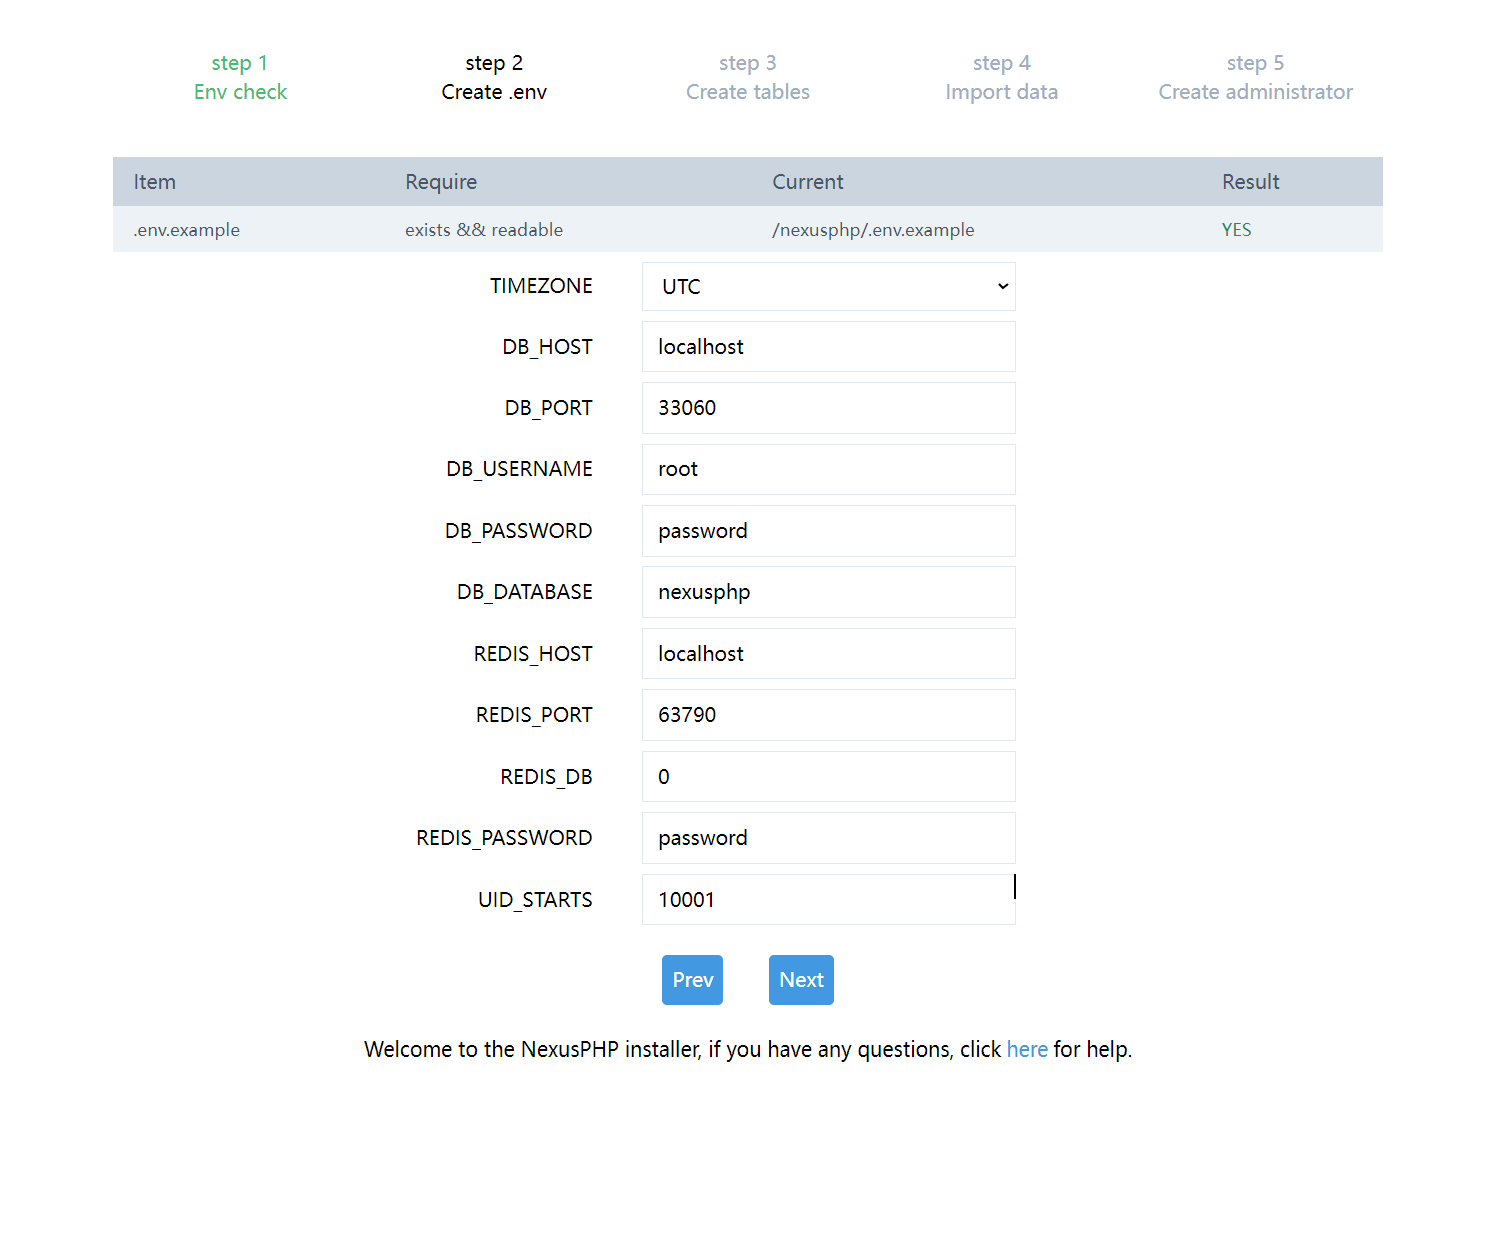 step 1 step 2 step 3 step 4 step 5
Env check Create .env Create tables Import data Create administrator
Item Require Current Result
.env.example exists && readable /nexusphp/.env.example YES
TIMEZONE UTC
DB_HOST localhost
DB_PORT 33060
DB_USERNAME root
DB_PASSWORD password
DB_DATABASE nexusphp
REDIS_HOST localhost
REDIS_PORT 63790
REDIS_DB 0
REDIS_PASSWORD password
UID_STARTS 10001
Prev Next
Welcome to the NexusPHP installer, if you have any questions, click here for help.